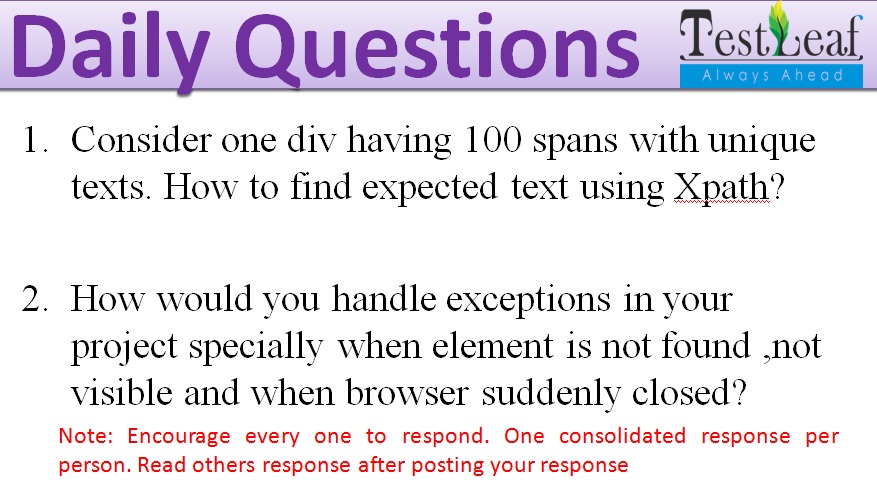 Daily Questions
TestLeaf
Always Ahead
1. Consider one div having 100 spans with unique
texts. How to find expected text using Xpath?
2. How would you handle exceptions in your
project specially when element is not found ,not
visible and when browser suddenly closed?
Note: Encourage every one to respond. One consolidated response per
person. Read others response after posting your response